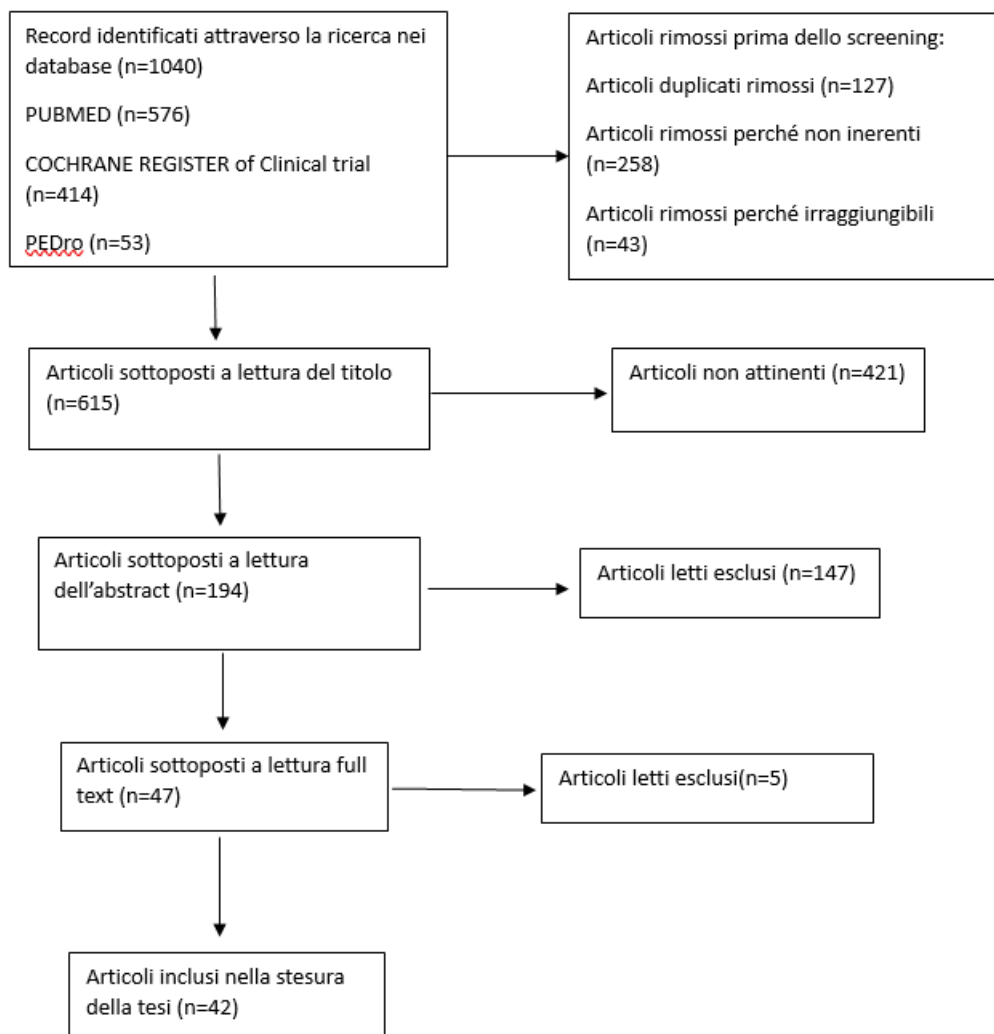 Record identificati attraverso la ricerca nei
database (n=1040)
PUBMED (n=576)
COCHRANE REGISTER of Clinical trial
(n=414)
PEDro (n=53)
Articoli rimossi prima dello screening:
Articoli duplicati rimossi (n=127)
Articoli rimossi perché non inerenti
(n=258)
Articoli rimossi perché irraggiungibili
(n=43)
Articoli sottoposti a lettura del titolo
(n=615)
Articoli non attinenti (n=421)
Articoli sottoposti a lettura
dell’abstract (n=194)
Articoli letti esclusi (n=147)
Articoli sottoposti a lettura full
text (n=47)
Articoli letti esclusi(n=5)
Articoli inclusi nella stesura
della tesi (n=42)